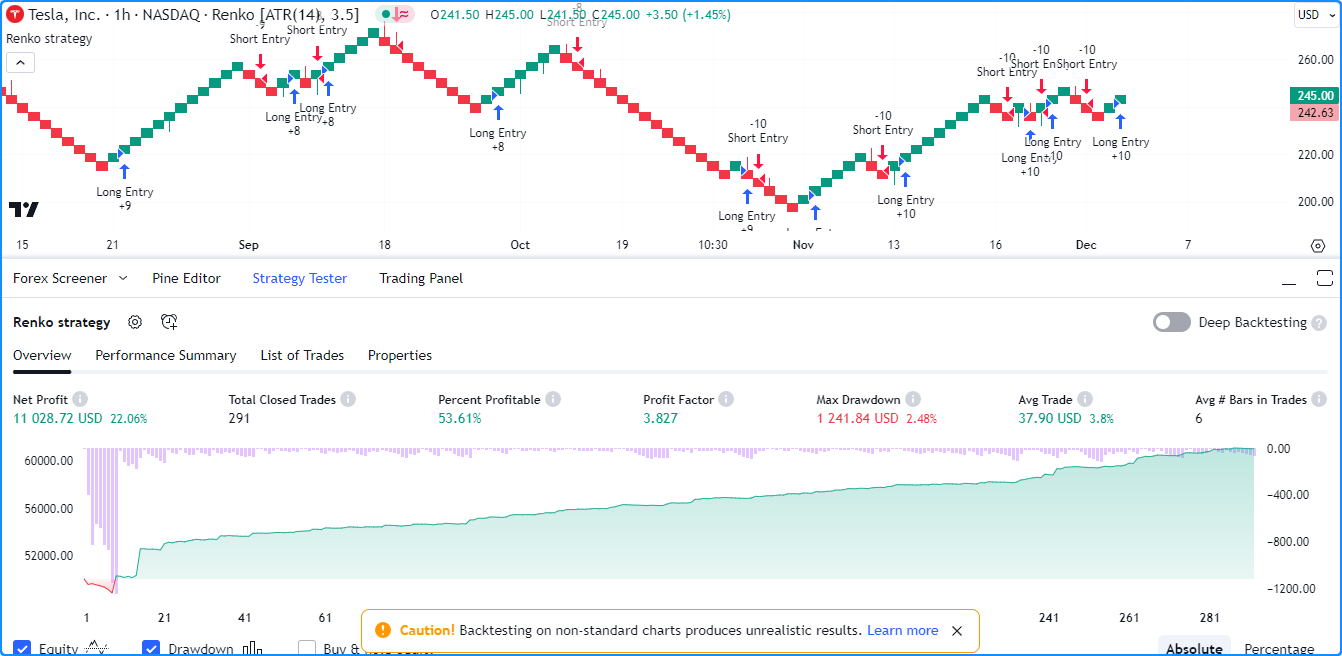 Tesla, Inc. · 1h · NASDAQ · Renko [ATR(14), 3.5] O241.50 H245.00 L241.50 C245.00 +3.50 (+1.45%) USD
Renko strategy
-9
Short Entry
Short Entry
8
Short Entry
Long Entry
+9
Long Entry
+8
Long Entry
+8
Long Entry
+8
-10
Short Entry
Long Entry
+9
-10
Short Entry
Long Entry
+10
-10
Short Entry
-10
Short En
-10
Short Entry
Long En
+10
Long Entry
+10
Long Entry
+10
260.00
245.00
242.63
220.00
200.00
15 21 Sep 18 Oct 19 10:30 Nov 13 16 Dec 7
Forex Screener Pine Editor Strategy Tester Trading Panel
Renko strategy Deep Backtesting ?
Overview Performance Summary List of Trades Properties
Net Profit Total Closed Trades Percent Profitable Profit Factor Max Drawdown Avg Trade Avg # Bars in Trades
11 028.72 USD 22.06% 291 53.61% 3.827 1 241.84 USD 2.48% 37.90 USD 3.8% 6
60000.00
56000.00
52000.00
0.00
−400.00
−800.00
−1200.00
1 21 41 61 241 261 281
Caution! Backtesting on non-standard charts produces unrealistic results. Learn more
Equity Drawdown Buy & Absolute Percentage